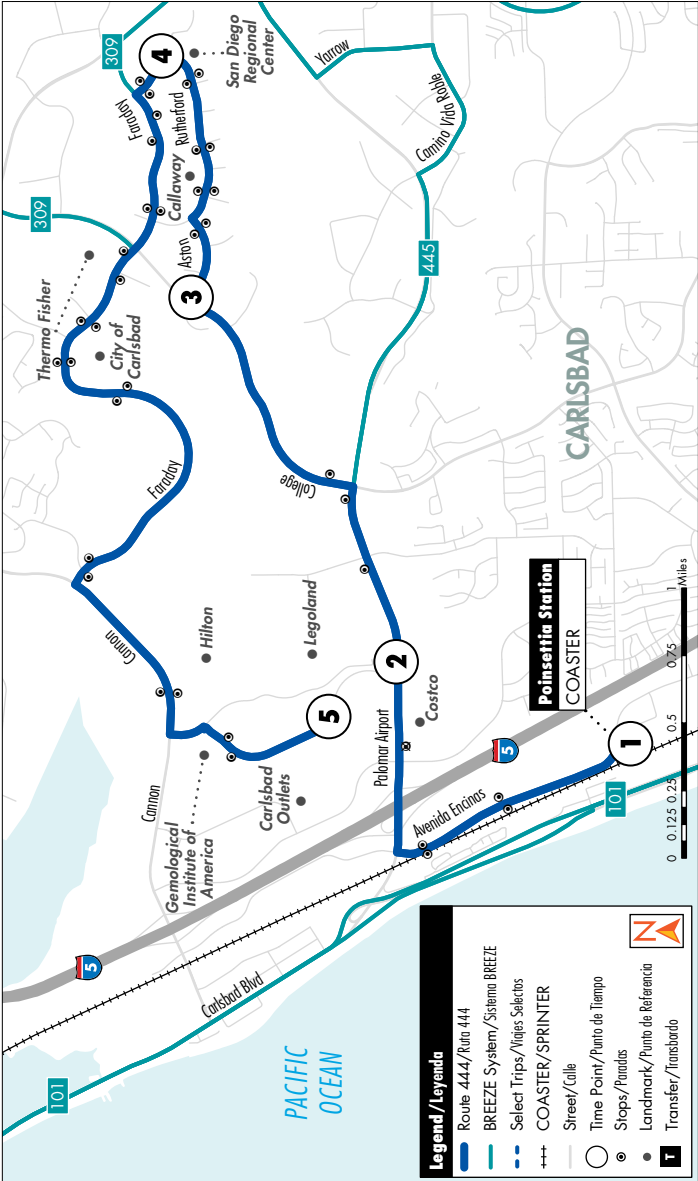 309
4
San Diego
Regional
Center
Yarrow
Faraday
Rutherford
Camino Vida Roble
Callaway
309
Aston
445
3
Thermo Fisher
City of
Carlsbad
CARLSBAD
Faraday
College
Cannon
Hilton
Legoland
2
Poinsettia Station
COASTER
1 Miles
0.75
0.5
0.25
0.125
0
5
Costco
Palomar Airport
5
1
Cannon
Gemological
Institute of
America
Carlsbad
Outlets
Avenida Encinas
101
5
Carlsbad Blvd
101
PACIFIC
OCEAN
Legend/Leyenda
Route 444/Ruta 444
BREEZE System/Sistema BREEZE
Select Trips/Viajes Selectos
COASTER/SPRINTER
Street/Calle
Time Point/Punto de Tiempo
Stops/Paradas
Landmark/Punto de Referencia
T Transfer/Transbordo
N